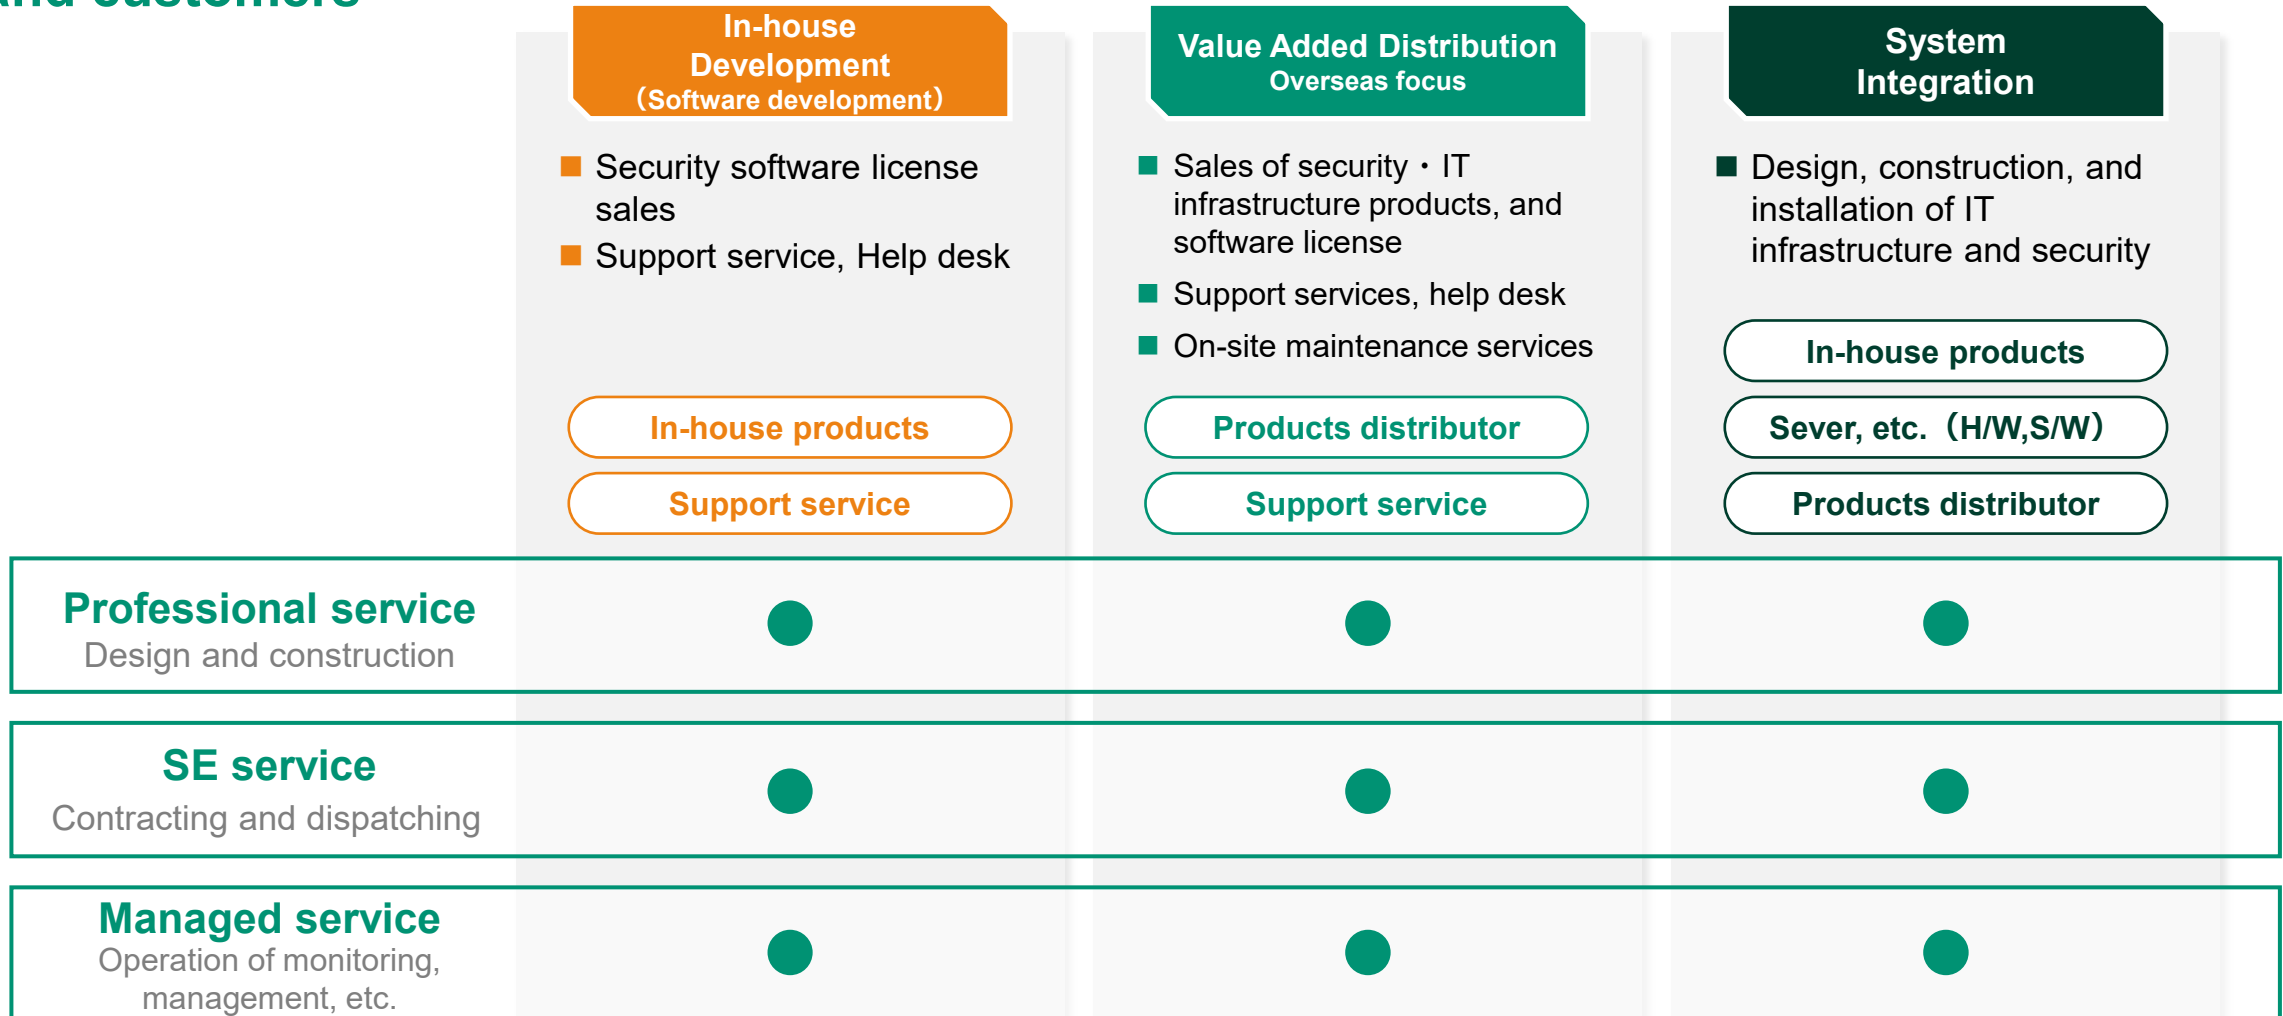 and customers
In-house
Development
（Software development）
Value Added Distribution
Overseas focus
System
Integration
■ Security software license
sales
■ Support service, Help desk
■ Sales of security・IT
infrastructure products, and
software license
■ Support services, help desk
■ On-site maintenance services
■ Design, construction, and
installation of IT
infrastructure and security
In-house products
Support service
Products distributor
Support service
In-house products
Sever, etc.（H/W,S/W）
Products distributor
Professional service
Design and construction
SE service
Contracting and dispatching
Managed service
Operation of monitoring,
management, etc.